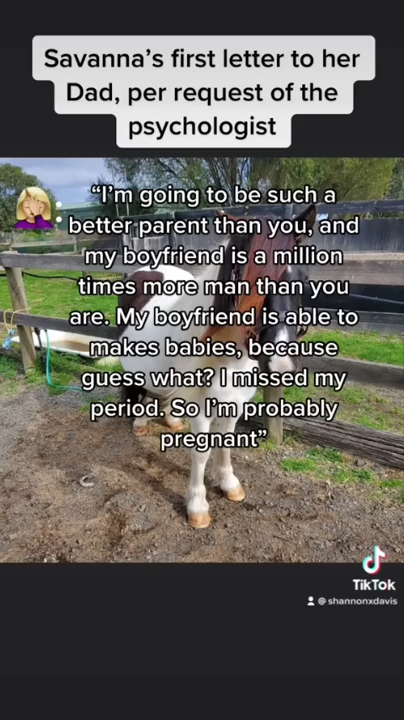 Savanna's first letter to her
Dad, per request of the
psychologist
“I'm going to be such a
better parent than you, and
my boyfriend is a million
times more man than you
are. My boyfriend is able to
makes babies, because
guess what? I missed my
period. So I'm probably
pregnant”
TikTok
@shannonxdavis